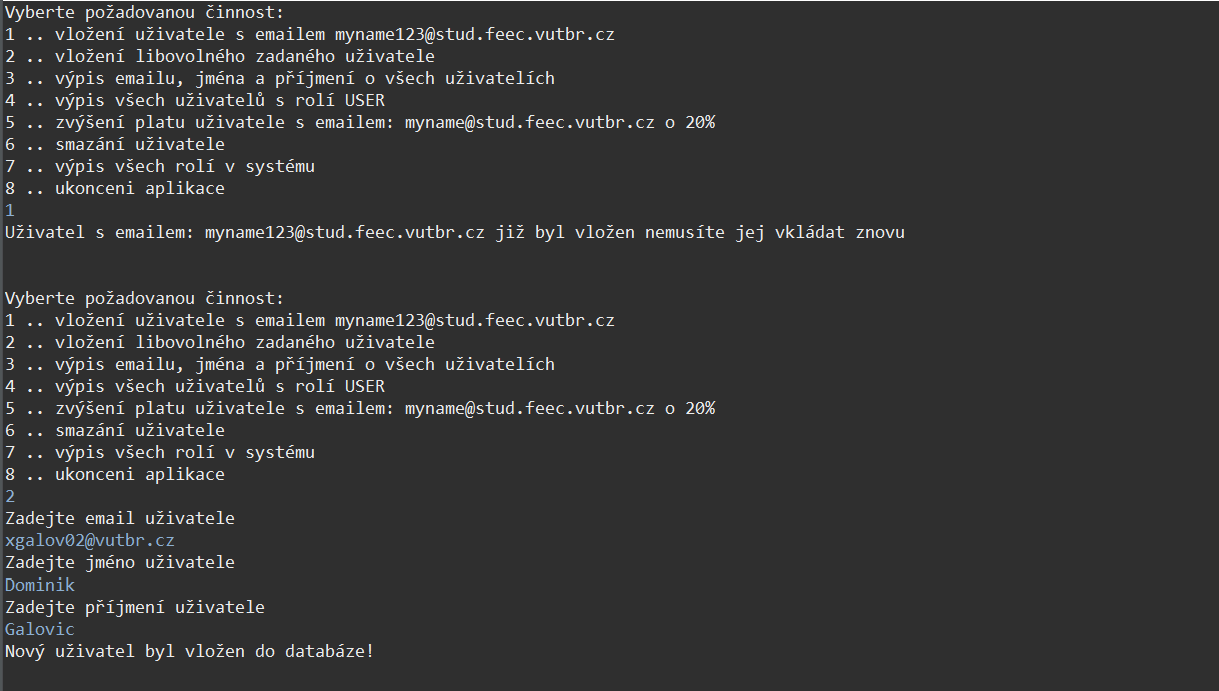 Vyberte požadovanou činnost:
1 .. vložení uživatele s emailem myname123@stud.feec.vutbr.cz
2 .. vložení libovolného zadaného uživatele
3 .. výpis emailu, jména a příjmení o všech uživatelích
4 .. výpis všech uživatelů s rolí USER
5 .. zvýšení platu uživatele s emailem: myname@stud.feec.vutbr.cz o 20%
6 .. smazání uživatele
7 .. výpis všech rolí v systému
8 .. ukonceni aplikace
1
Uživatel s emailem: myname123@stud.feec.vutbr.cz již byl vložen nemusíte jej vkládat znovu
Vyberte požadovanou činnost:
1 .. vložení uživatele s emailem myname123@stud.feec.vutbr.cz
2 .. vložení libovolného zadaného uživatele
3 .. výpis emailu, jména a příjmení o všech uživatelích
4 .. výpis všech uživatelů s rolí USER
5 .. zvýšení platu uživatele s emailem: myname@stud.feec.vutbr.cz o 20%
6 .. smazání uživatele
7 .. výpis všech rolí v systému
8 .. ukonceni aplikace
2
Zadejte email uživatele
xgalov02@vutbr.cz
Zadejte jméno uživatele
Dominik
Zadejte příjmení uživatele
Galovic
Nový uživatel byl vložen do databáze!